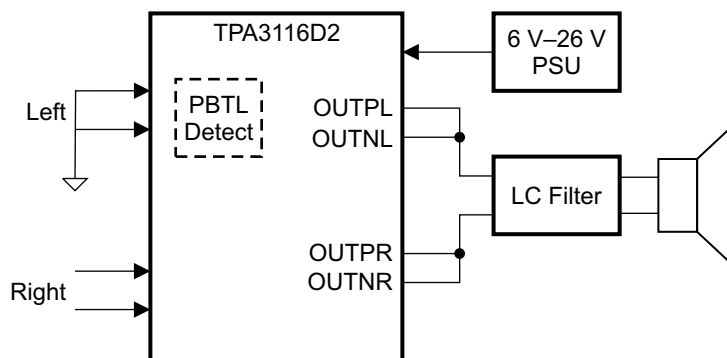 TPA3116D2
6 V–26 V
PSU
PBTL
Detect
Left
OUTPL
OUTNL
LC Filter
OUTPR
OUTNR
Right